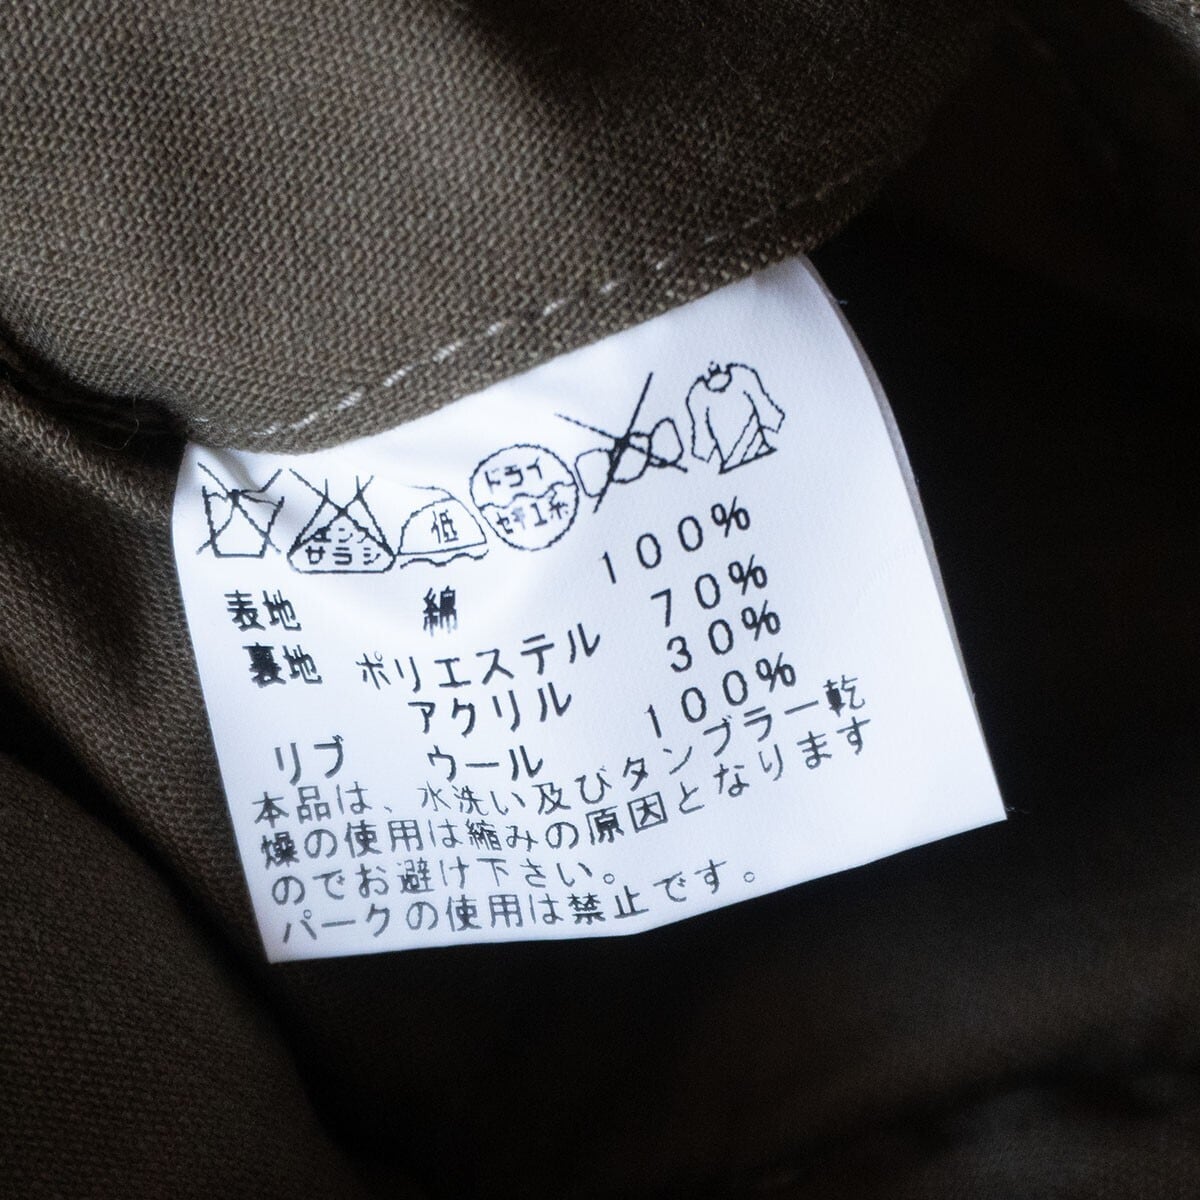 エンソ
サラシ
低
ドライ
セキユ系
表地 綿 100%
裏地 ポリエステル 70%
アクリル 30%
リブ ウール 100%
本品は、水洗い及びタンブラー乾
燥の使用は縮みの原因となります
のでお避け下さい。
パークの使用は禁止です。